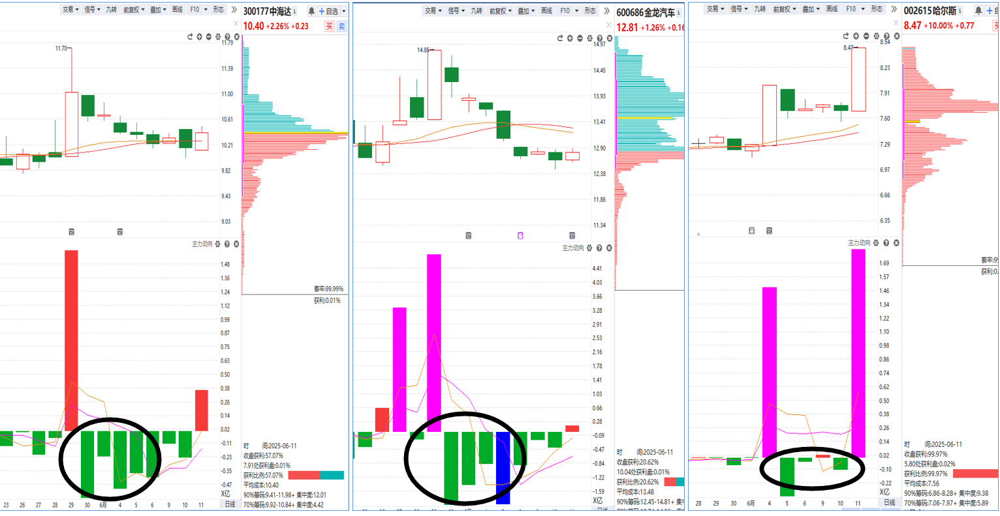 交易 信号 九转 前复权 叠加 画线 F10 形态
300177中海达
自选
10.40 +2.26% +0.23
买 卖
11.70
11.79
11.39
11.00
10.61
10.21
9.82
9.43
9.03
记 记
主力动向
1.48
1.36
1.24
1.12
0.99
0.87
0.75
0.63
0.50
0.38
0.26
0.14
0.02
-0.11
-0.23
-0.35
-0.47
X亿
23 26 27 28 29 30 6月 4 5 6 9 10 11
日线
套牢:99.99%
获利:0.01%
时 间:2025-06-11
收盘获利:57.07%
7.91处获利盘:0.01%
获利比例:57.07%
平均成本:10.40
90%筹码:9.41-11.98+ 集中度:12.01
70%筹码:9.92-10.84+ 集中度:4.42
交易 信号 九转 前复权 叠加 画线 F10 形态
600686金龙汽车
12.81 +1.26% +0.16
14.85
14.97
14.45
13.93
13.41
12.90
12.38
11.86
11.34
记 记
主力动向
4.41
4.03
3.66
3.28
2.91
2.53
2.16
1.78
1.41
1.03
0.66
0.28
-0.09
-0.47
-0.84
-1.22
-1.59
X亿
时 间:2025-06-11
收盘获利:20.62%
10.04处获利盘:0.01%
获利比例:20.62%
平均成本:13.48
90%筹码:12.45-14.81+ 集中
交易 信号 九转 前复权 叠加 画线 F10 形态
002615哈尔斯
8.47 +10.00% +0.77
8.47
8.54
8.23
7.91
7.60
7.29
6.97
6.66
6.35
记
主力动向
1.69
1.57
1.46
1.34
1.22
1.10
0.98
0.86
0.74
0.62
0.50
0.38
0.26
0.14
0.02
-0.10
-0.22
X亿
28 29 30 6月 4 5 6 9 10 11
日线
套牢:99
获利:0.
时 间:2025-06-11
收盘获利:99.97%
5.80处获利盘:0.02%
获利比例:99.97%
平均成本:7.56
90%筹码:6.86-8.28+ 集中度:9.38
70%筹码:7.08-7.97+ 集中度:5.89